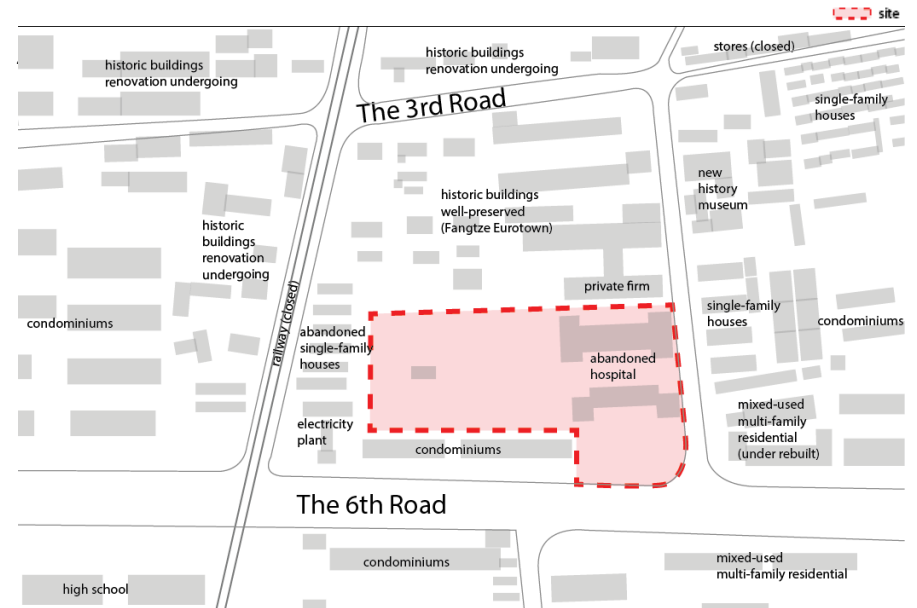 site
stores (closed)
historic buildings
renovation undergoing
historic buildings
renovation undergoing
The 3rd Road
single-family
houses
new
history
museum
historic buildings
well-preserved
(Fangtze Eurotown)
historic
buildings
renovation
undergoing
private firm
railway (closed)
condominiums
abandoned
single-family
houses
abandoned
hospital
single-family
houses
condominiums
electricity
plant
condominiums
mixed-used
multi-family
residential
(under rebuilt)
The 6th Road
condominiums
mixed-used
multi-family residential
high school